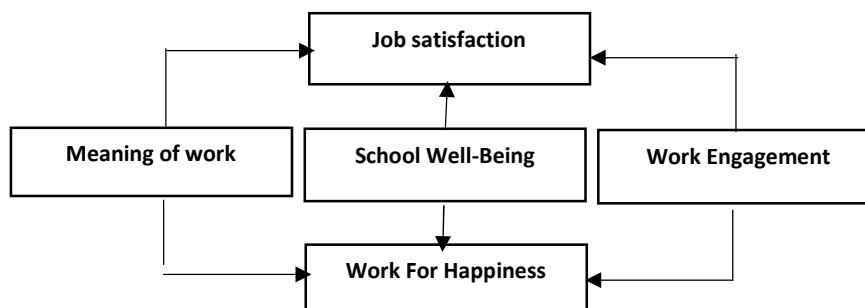 Job satisfaction
Meaning of work
School Well-Being
Work Engagement
Work For Happiness